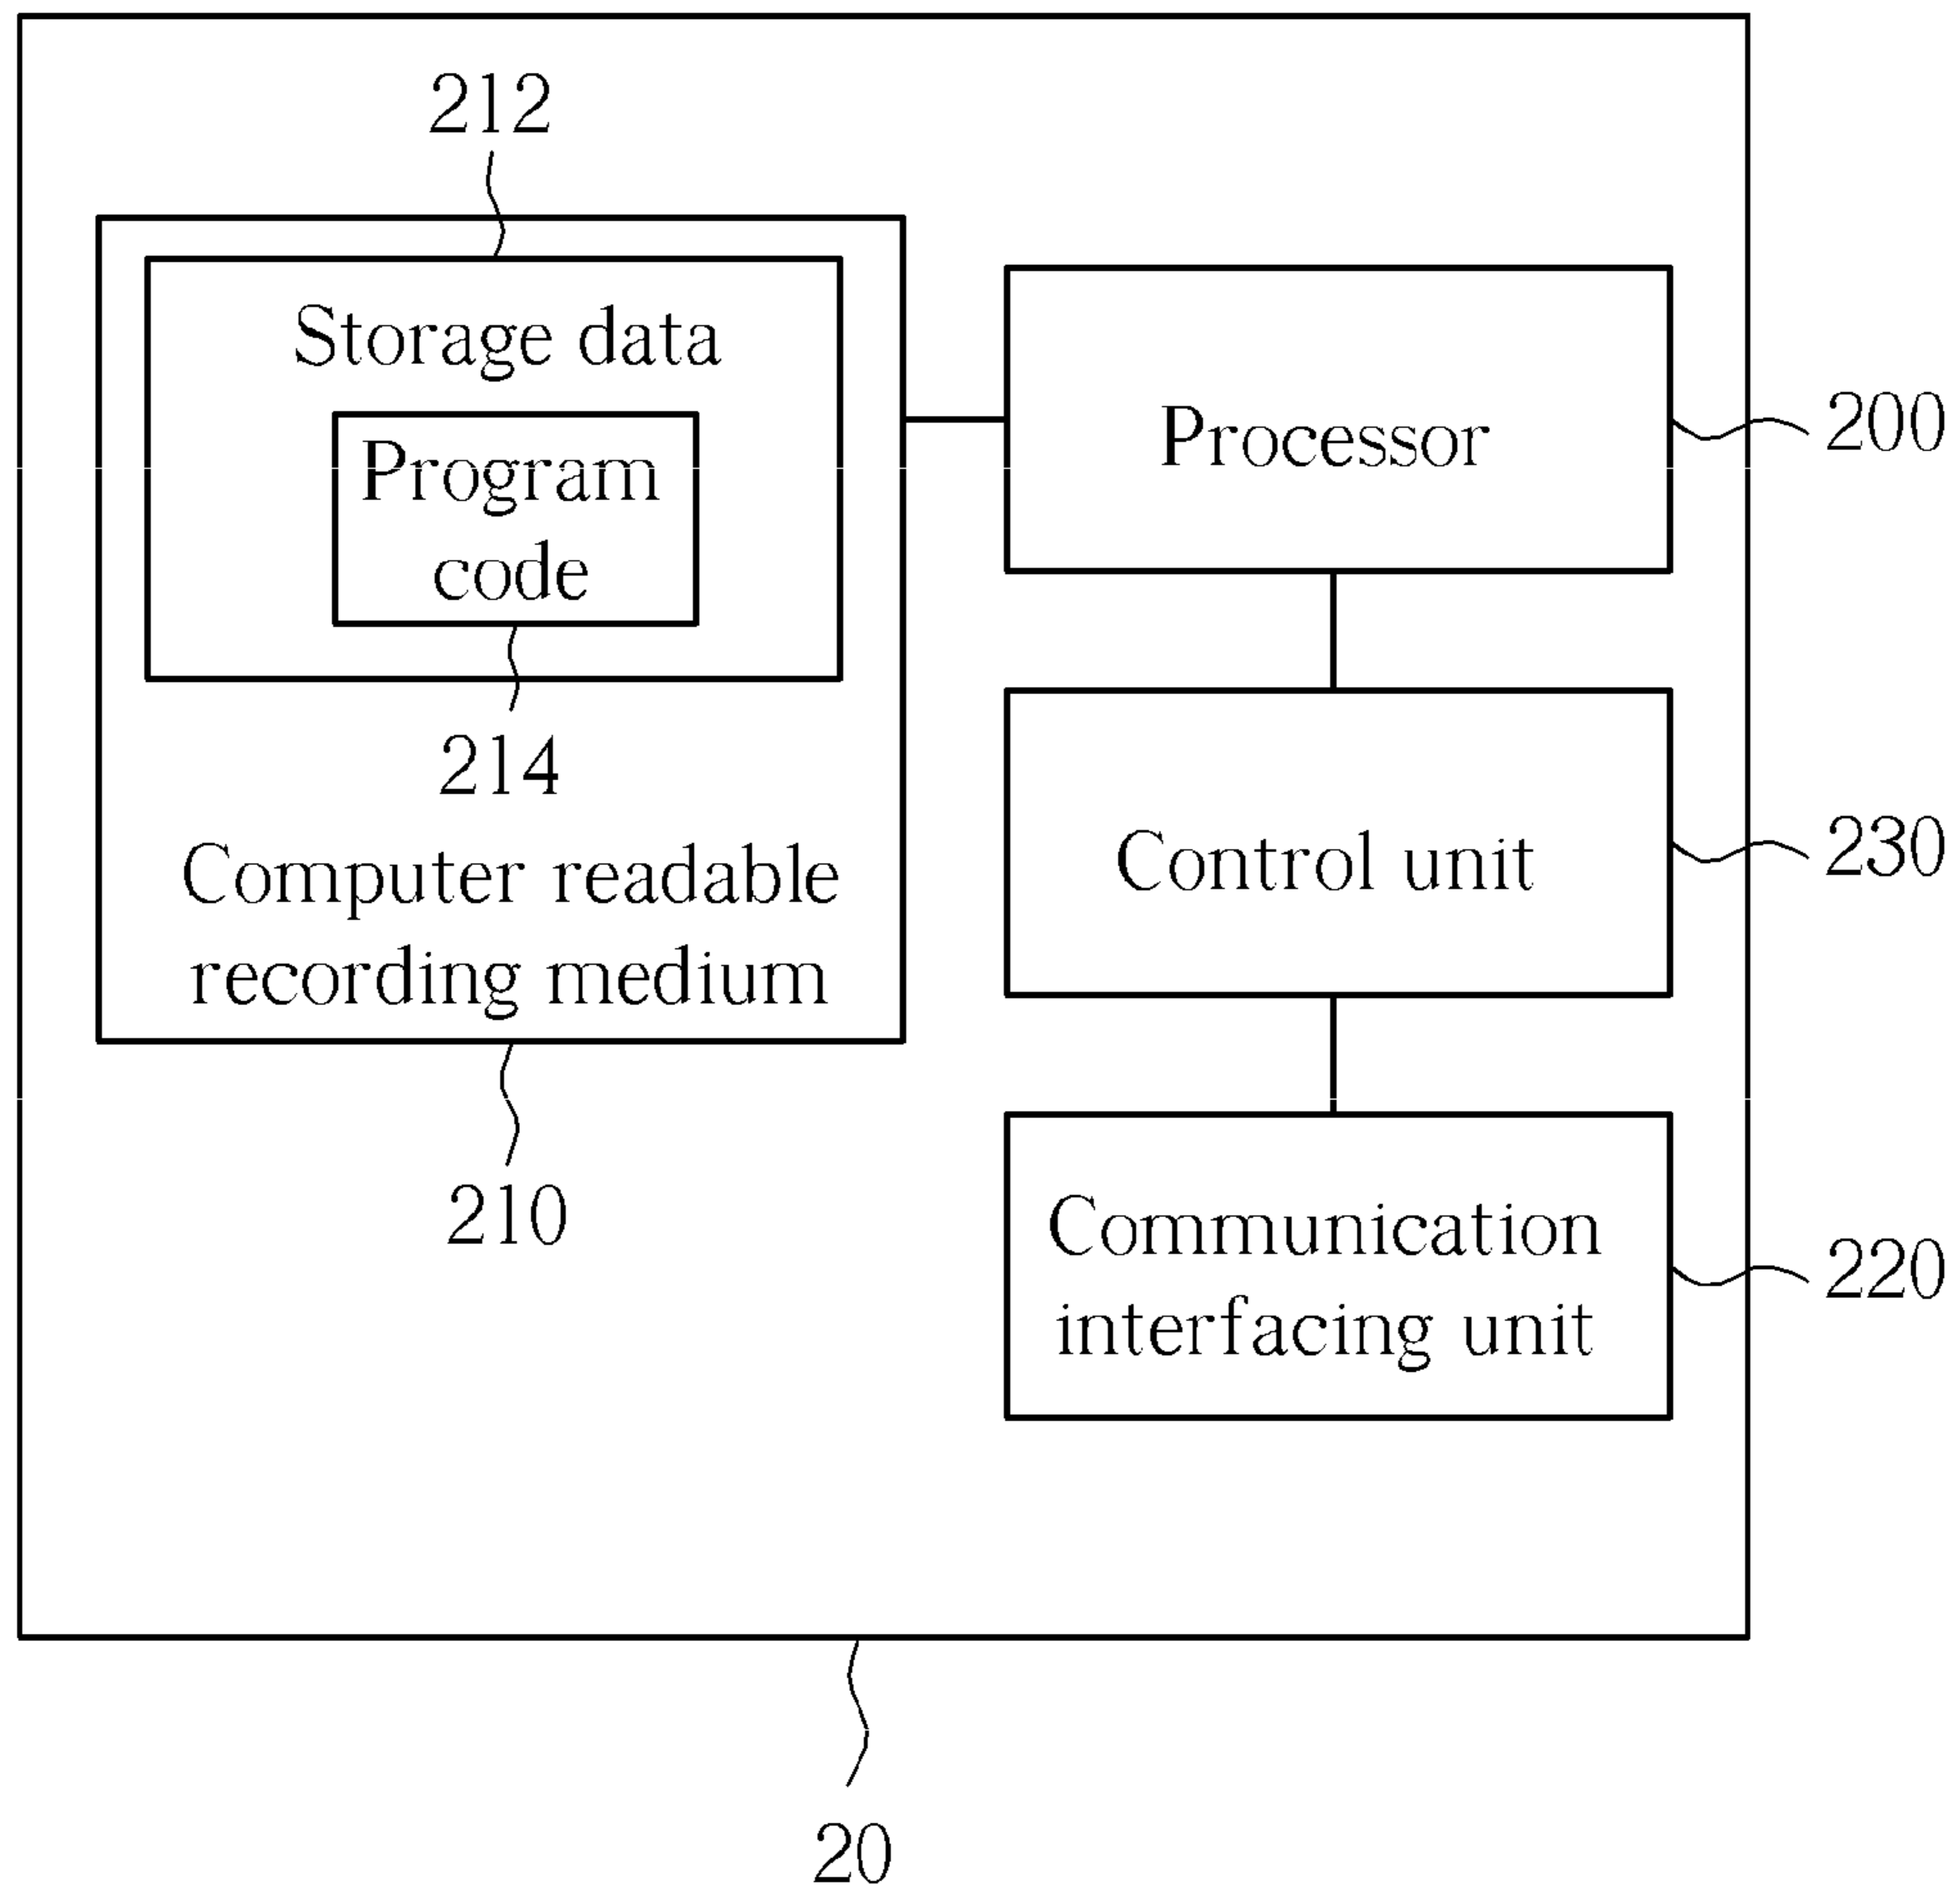 212
Storage data
Program
code
214
Computer readable
recording medium
210
Processor
200
Control unit
230
Communication
interfacing unit
220
20